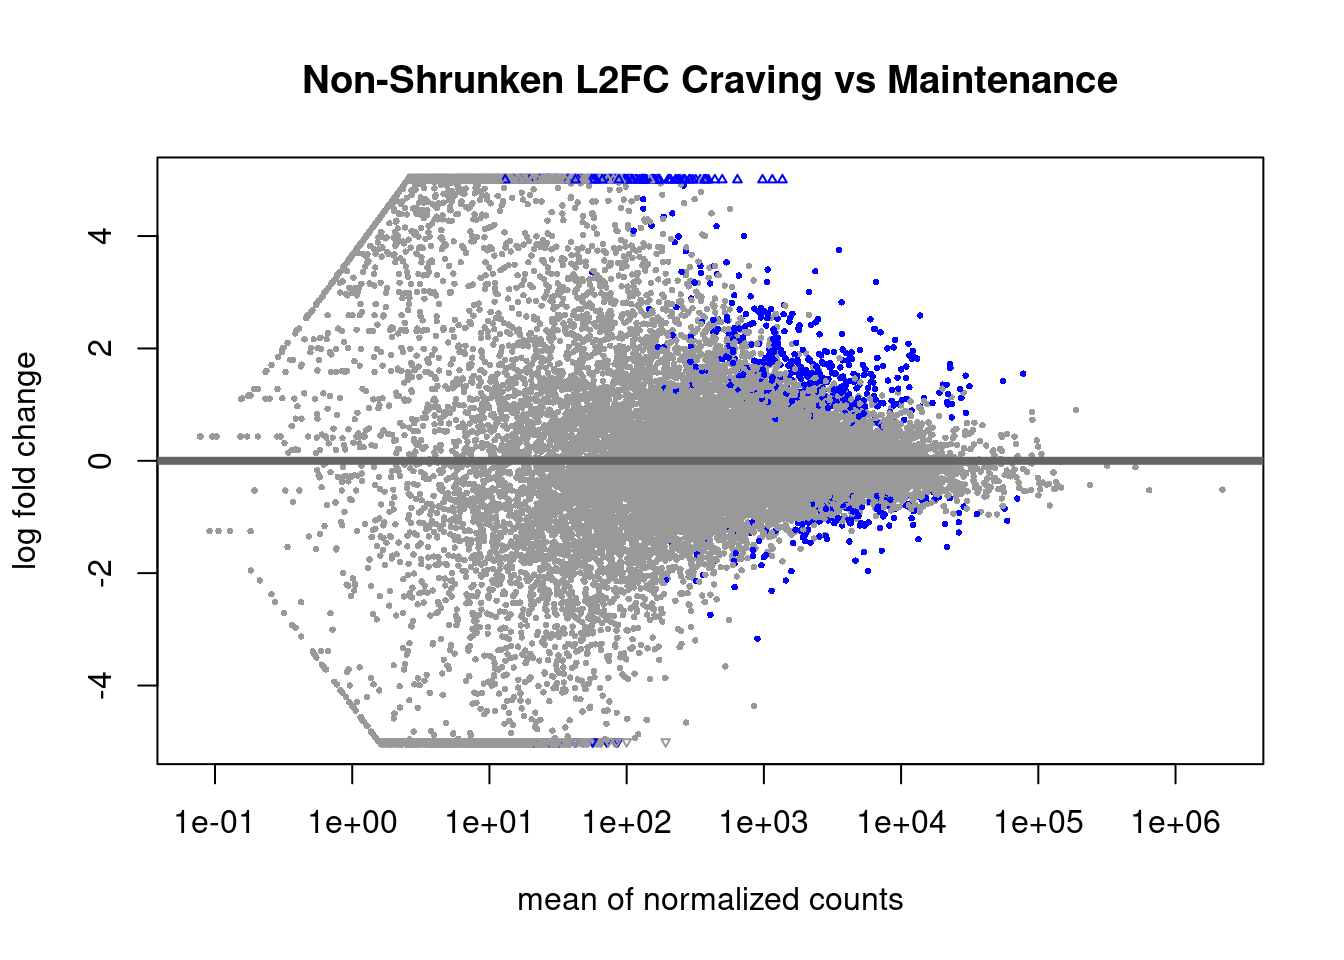 Non-Shrunken L2FC Craving vs Maintenance
log fold change
4
2
0
-2
-4
1e-01 1e+00 1e+01 1e+02 1e+03 1e+04 1e+05 1e+06
mean of normalized counts